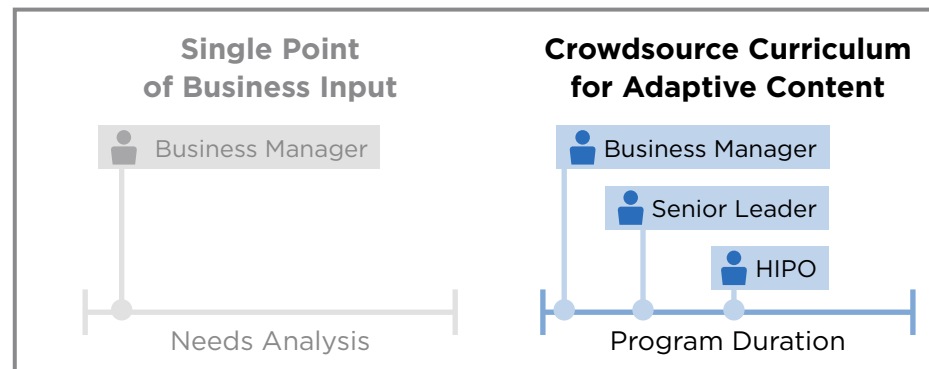 Single Point
of Business Input
Business Manager
Needs Analysis
Crowdsource Curriculum
for Adaptive Content
Business Manager
Senior Leader
HIPO
Program Duration